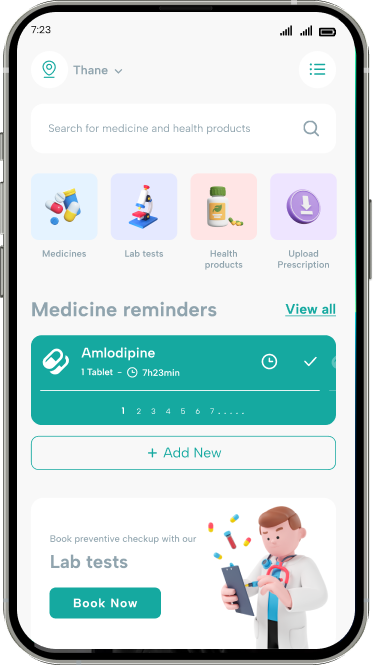 7:23
Thane
Search for medicine and health products
Medicines
Lab tests
Health
products
Upload
Prescription
Medicine reminders
View all
Amlodipine
1 Tablet - 7h23min
1 2 3 4 5 6 7.....
+ Add New
Book preventive checkup with our
Lab tests
Book Now